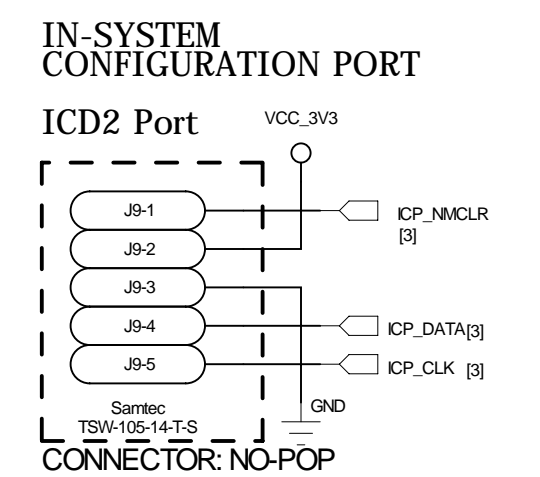 IN-SYSTEM
CONFIGURATION PORT
ICD2 Port
VCC_3V3
J9-1
ICP_NMCLR
[3]
J9-2
J9-3
J9-4
ICP_DATA[3]
J9-5
ICP_CLK [3]
Samtec
TSW-105-14-T-S
GND
CONNECTOR: NO-POP